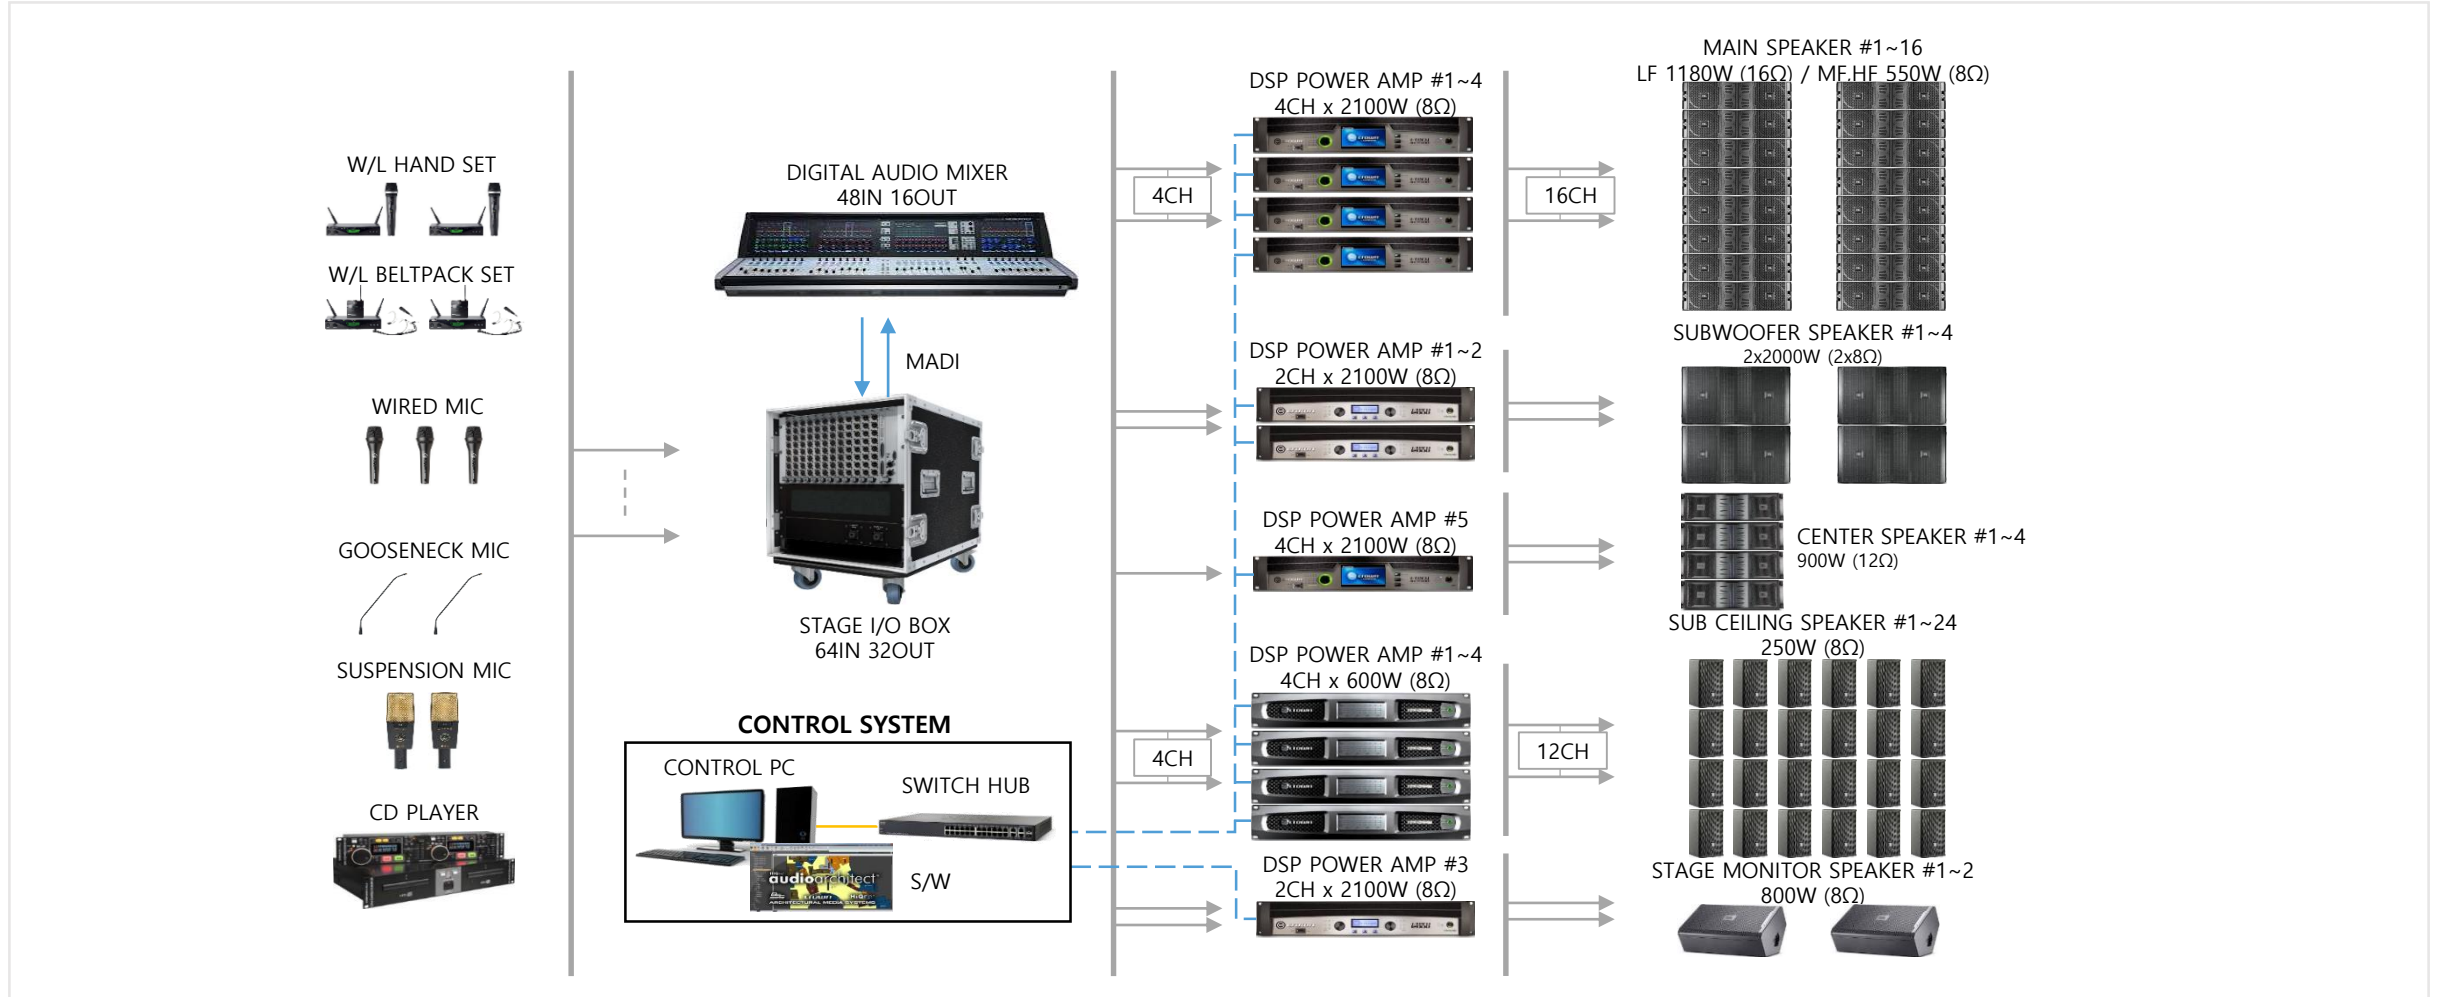 W/L HAND SET
W/L BELTPACK SET
WIRED MIC
GOOSENECK MIC
SUSPENSION MIC
CD PLAYER
DIGITAL AUDIO MIXER
48IN 16OUT
MADI
STAGE I/O BOX
64IN 32OUT
CONTROL SYSTEM
CONTROL PC
SWITCH HUB
audioarchitect
ARCHITECTURAL MEDIA SYSTEMS
S/W
4CH
4CH
DSP POWER AMP #1~4
4CH x 2100W (8Ω)
DSP POWER AMP #1~2
2CH x 2100W (8Ω)
DSP POWER AMP #5
4CH x 2100W (8Ω)
DSP POWER AMP #1~4
4CH x 600W (8Ω)
DSP POWER AMP #3
2CH x 2100W (8Ω)
16CH
12CH
MAIN SPEAKER #1~16
LF 1180W (16Ω) / MF.HF 550W (8Ω)
SUBWOOFER SPEAKER #1~4
2x2000W (2x8Ω)
CENTER SPEAKER #1~4
900W (12Ω)
SUB CEILING SPEAKER #1~24
250W (8Ω)
STAGE MONITOR SPEAKER #1~2
800W (8Ω)